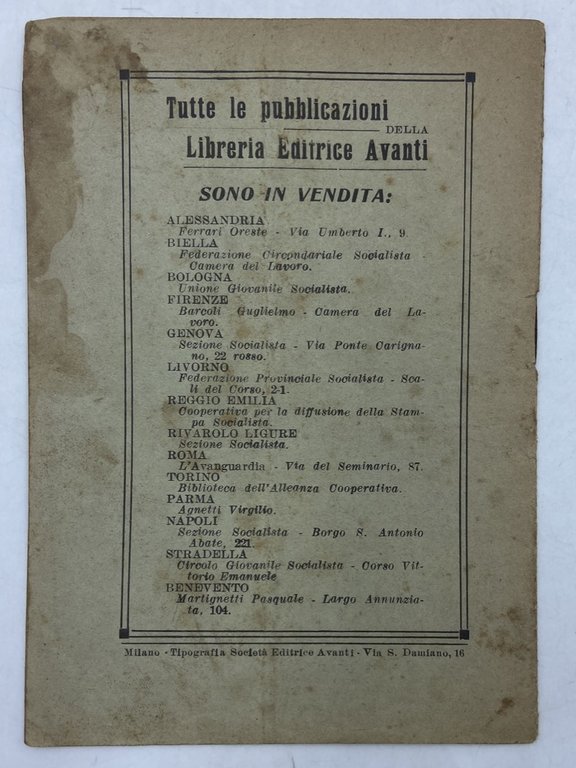 Tutte le pubblicazioni
DELLA
Libreria Editrice Avanti
SONO IN VENDITA:
ALESSANDRIA
Ferrari Oreste - Via Umberto I., 9.
BIELLA
Federazione Circondariale Socialista -
Camera del Lavoro.
BOLOGNA
Unione Giovanile Socialista.
FIRENZE
Barcoli Guglielmo - Camera del La-
voro.
GENOVA
Sezione Socialista - Via Ponte Carigna-
no, 22 rosso.
LIVORNO
Federazione Provinciale Socialista - Sca-
li del Corso, 2-1.
REGGIO EMILIA
Cooperativa per la diffusione della Stam-
pa Socialista.
RIVAROLO LIGURE
Sezione Socialista.
ROMA
L'Avanguardia - Via del Seminario, 87.
TORINO
Biblioteca dell'Alleanza Cooperativa.
PARMA
Agnetti Virgilio.
NAPOLI
Sezione Socialista - Borgo S. Antonio
Abate, 221.
STRADELLA
Circolo Giovanile Socialista - Corso Vit-
torio Emanuele
BENEVENTO
Martignetti Pasquale - Largo Annunzia-
ta, 104.
Milano - Tipografia Società Editrice Avanti - Via S. Damiano, 16